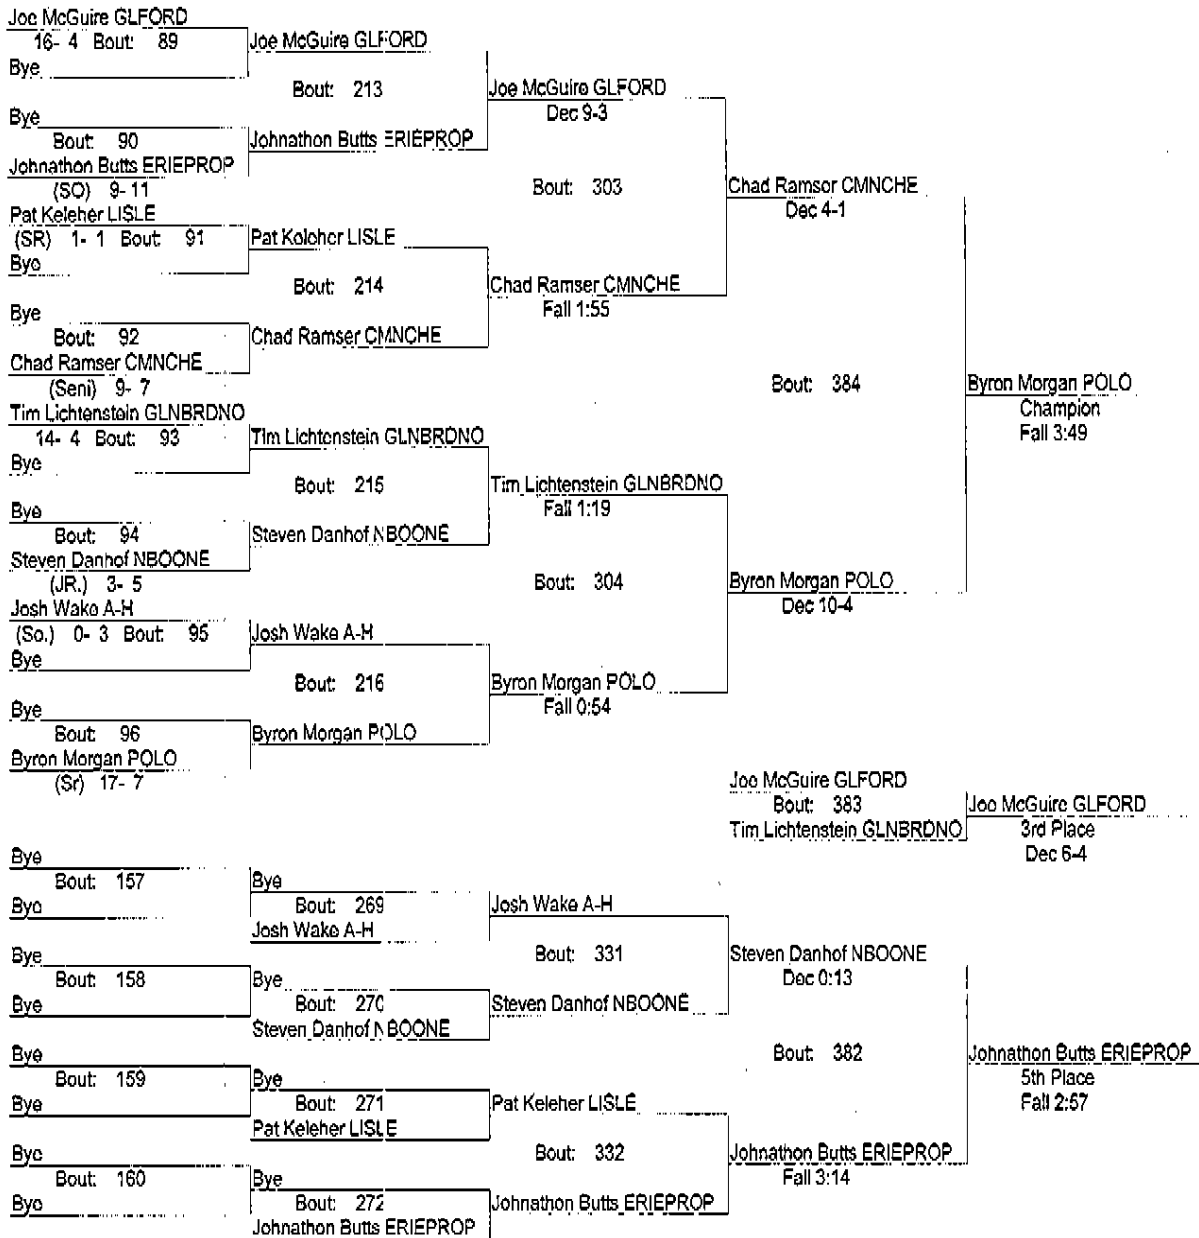 Joe McGuire GLFORD
16- 4 Bout: 89
Joe McGuire GLFORD
Bye
Bout: 213
Joe McGuire GLFORD
Dec 9-3
Bye
Bout: 90
Johnathon Butts ERIEPROP
Johnathon Butts ERIEPROP
(SO) 9- 11
Bout: 303
Chad Ramsor CMNCHE
Dec 4-1
Pat Keleher LISLE
(SR) 1- 1 Bout: 91
Pat Koleher LISLE
Bye
Bout: 214
Chad Ramser CMNCHE
Fall 1:55
Bye
Bout: 92
Chad Ramser CMNCHE
Chad Ramser CMNCHE
(Seni) 9- 7
Bout: 384
Byron Morgan POLO
Champion
Fall 3:49
Tim Lichtenstein GLNBRDNO
14- 4 Bout: 93
Tim Lichtenstein GLNBRDNO
Bye
Bout: 215
Tim Lichtenstein GLNBRDNO
Fall 1:19
Bye
Bout: 94
Steven Danhof NBOONE
Steven Danhof NBOONE
(JR.) 3- 5
Bout: 304
Byron Morgan POLO
Dec 10-4
Josh Wake A-H
(So.) 0- 3 Bout: 95
Josh Wake A-H
Bye
Bout: 216
Byron Morgan POLO
Fall 0:54
Bye
Bout: 96
Byron Morgan POLO
Byron Morgan POLO
(Sr) 17- 7
Joe McGuire GLFORD
Bout: 383
Tim Lichtenstein GLNBRDNO
Joe McGuire GLFORD
3rd Place
Dec 6-4
Bye
Bout: 157
Bye
Bye
Bout: 269
Josh Wake A-H
Josh Wake A-H
Bout: 331
Steven Danhof NBOONE
Dec 0:13
Bye
Bout: 158
Bye
Bye
Bout: 270
Steven Danhof NBOONE
Steven Danhof NBOONE
Bout: 382
Johnathon Butts ERIEPROP
5th Place
Fall 2:57
Bye
Bout: 159
Bye
Bye
Bout: 271
Pat Keleher LISLE
Pat Keleher LISLE
Bout: 332
Johnathon Butts ERIEPROP
Fall 3:14
Bye
Bout: 160
Bye
Bye
Bout: 272
Johnathon Butts ERIEPROP
Johnathon Butts ERIEPROP